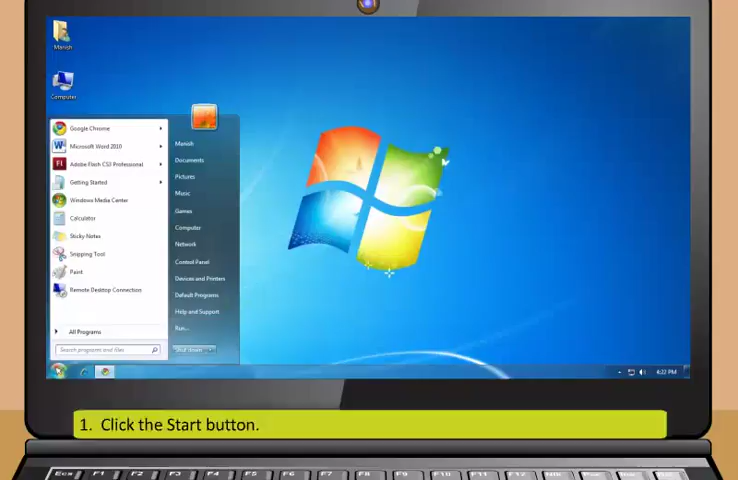 Manish
Computer
Google Chrome
Microsoft Word 2010
Adobe Flash CS3 Professional
Getting Started
Windows Media Center
Calculator
Sticky Notes
Snipping Tool
Paint
Remote Desktop Connection
All Programs
Search programs and files
Manish
Documents
Pictures
Music
Games
Computer
Network
Control Panel
Devices and Printers
Default Programs
Help and Support
Run...
Shut down
4:22 PM
1. Click the Start button.
Esc F1 F2 F3 F4 F5 F6 F7 F8 F9 F10 F11 F12